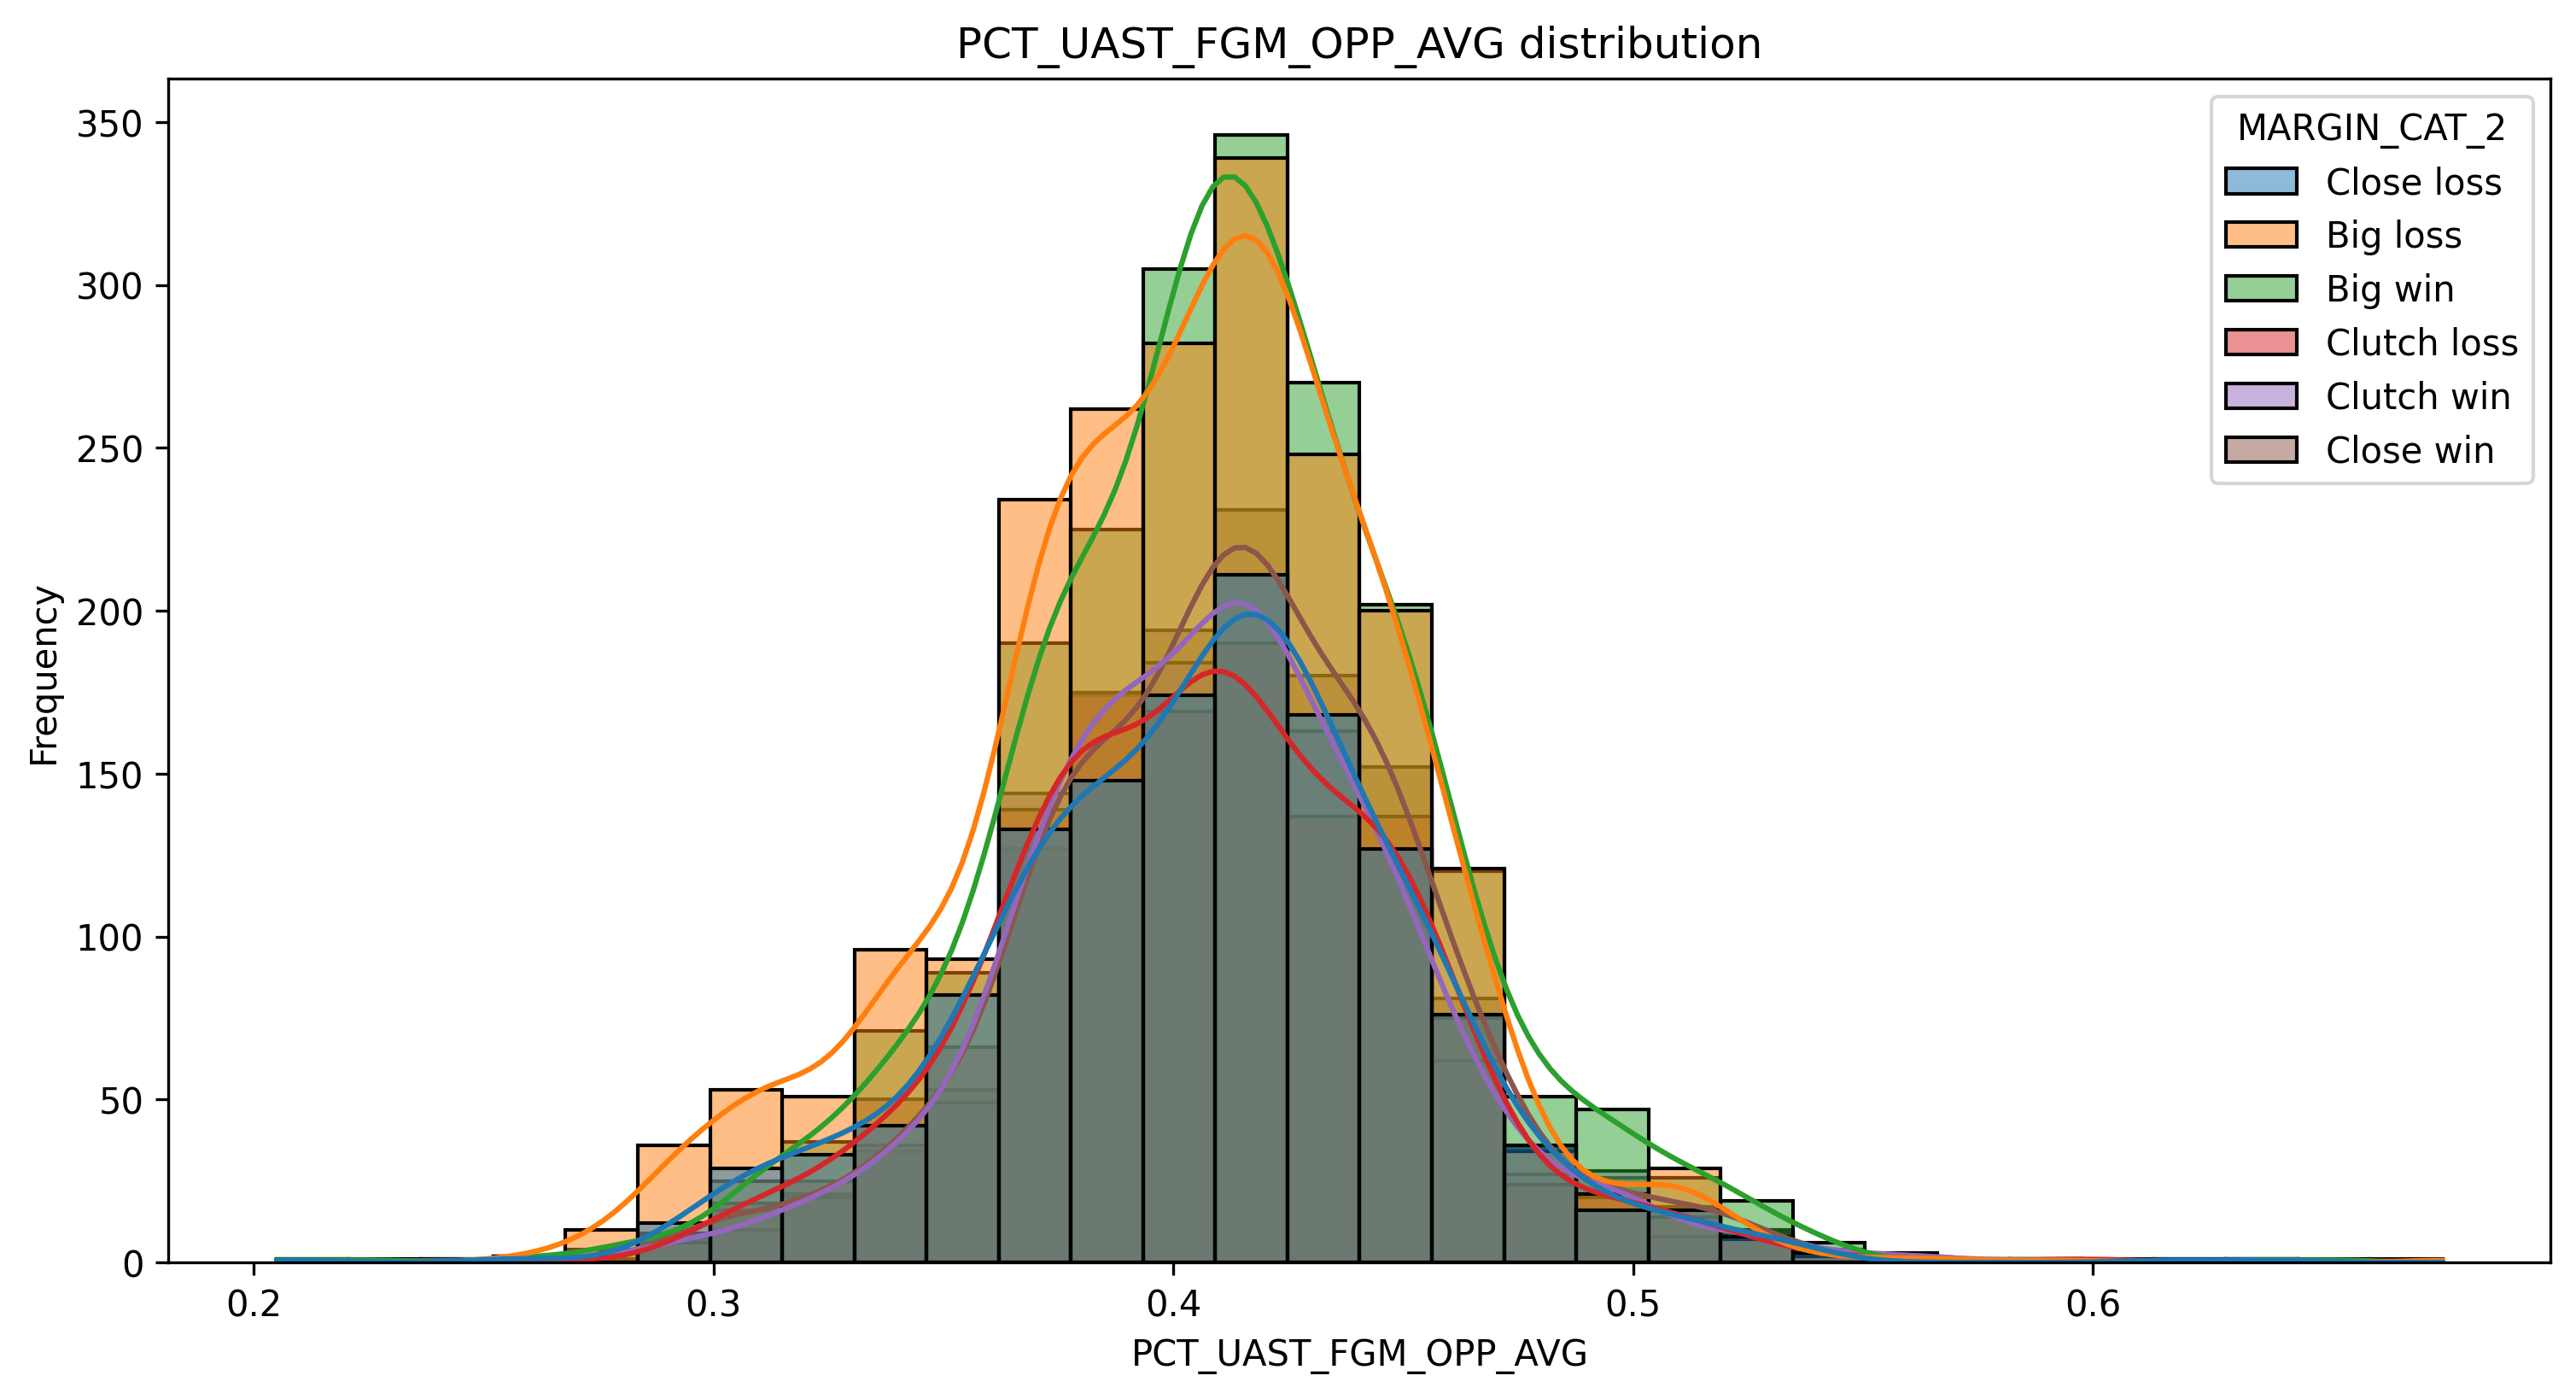 PCT_UAST_FGM_OPP_AVG distribution
MARGIN_CAT_2
Close loss
Big loss
Big win
Clutch loss
Clutch win
Close win
Frequency
350
300
250
200
150
100
50
0
0.2 0.3 0.4 0.5 0.6
PCT_UAST_FGM_OPP_AVG